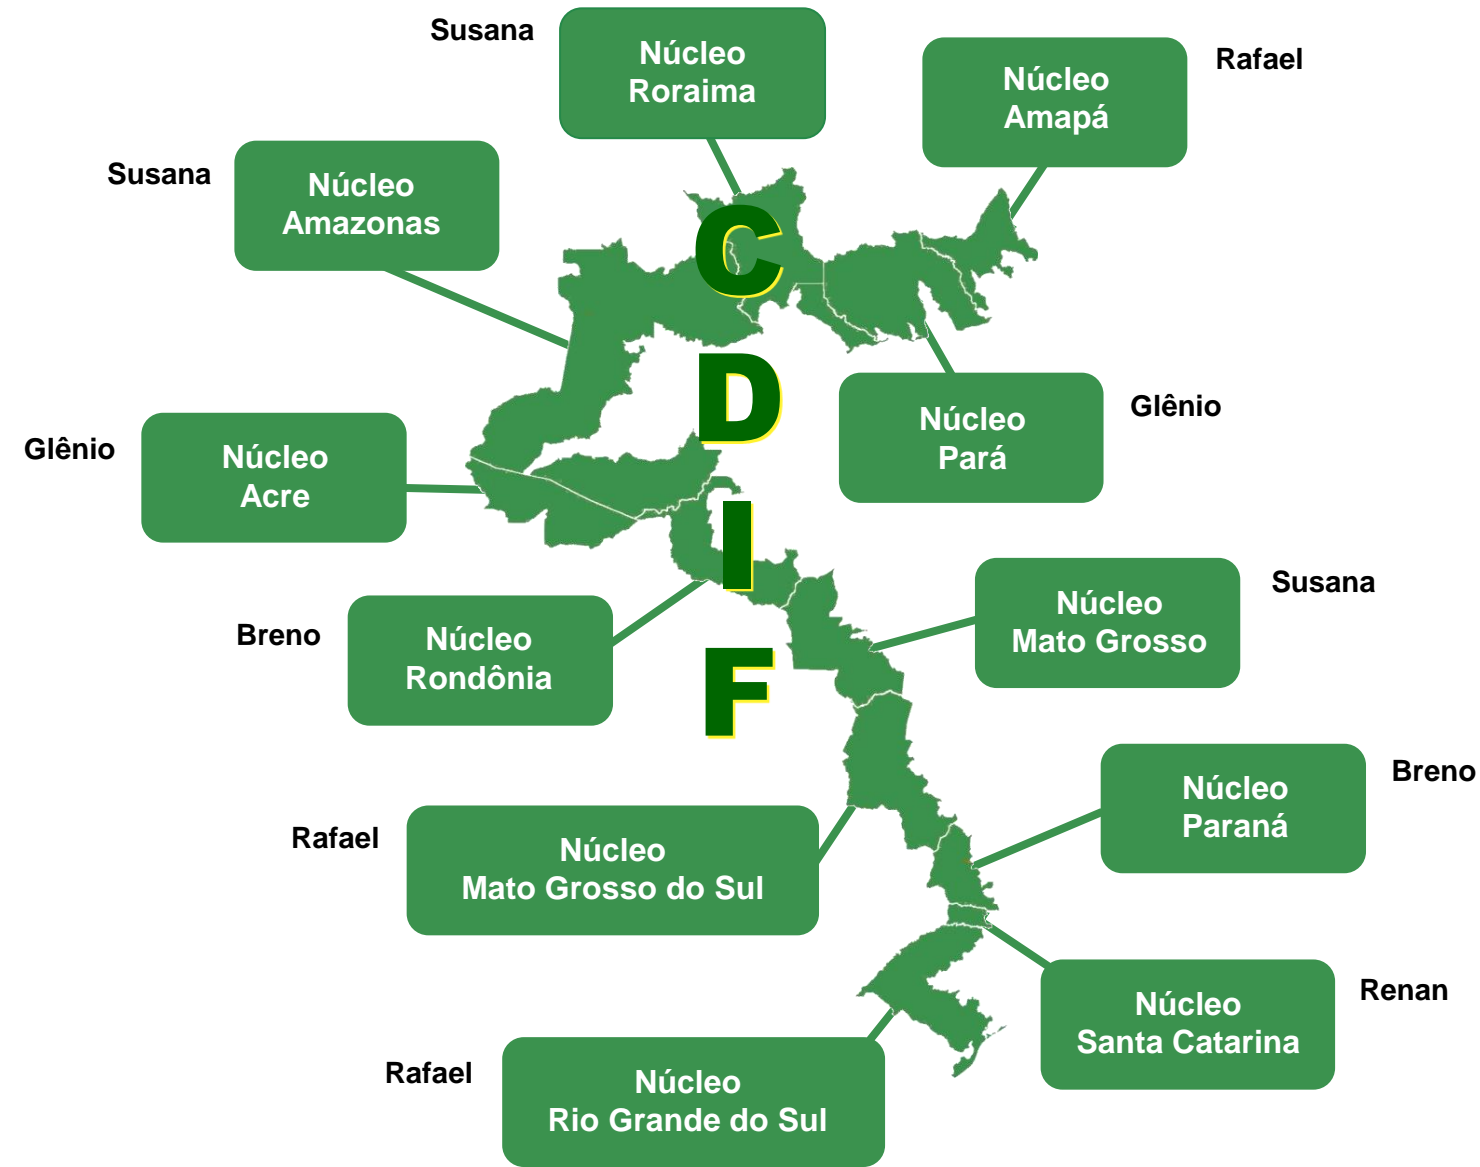 Susana
Núcleo
Roraima
Núcleo
Amapá
Rafael
Susana
Núcleo
Amazonas
C
D
I
F
Núcleo
Pará
Glênio
Glênio
Núcleo
Acre
Núcleo
Mato Grosso
Susana
Breno
Núcleo
Rondônia
Núcleo
Paraná
Breno
Rafael
Núcleo
Mato Grosso do Sul
Núcleo
Santa Catarina
Renan
Rafael
Núcleo
Rio Grande do Sul